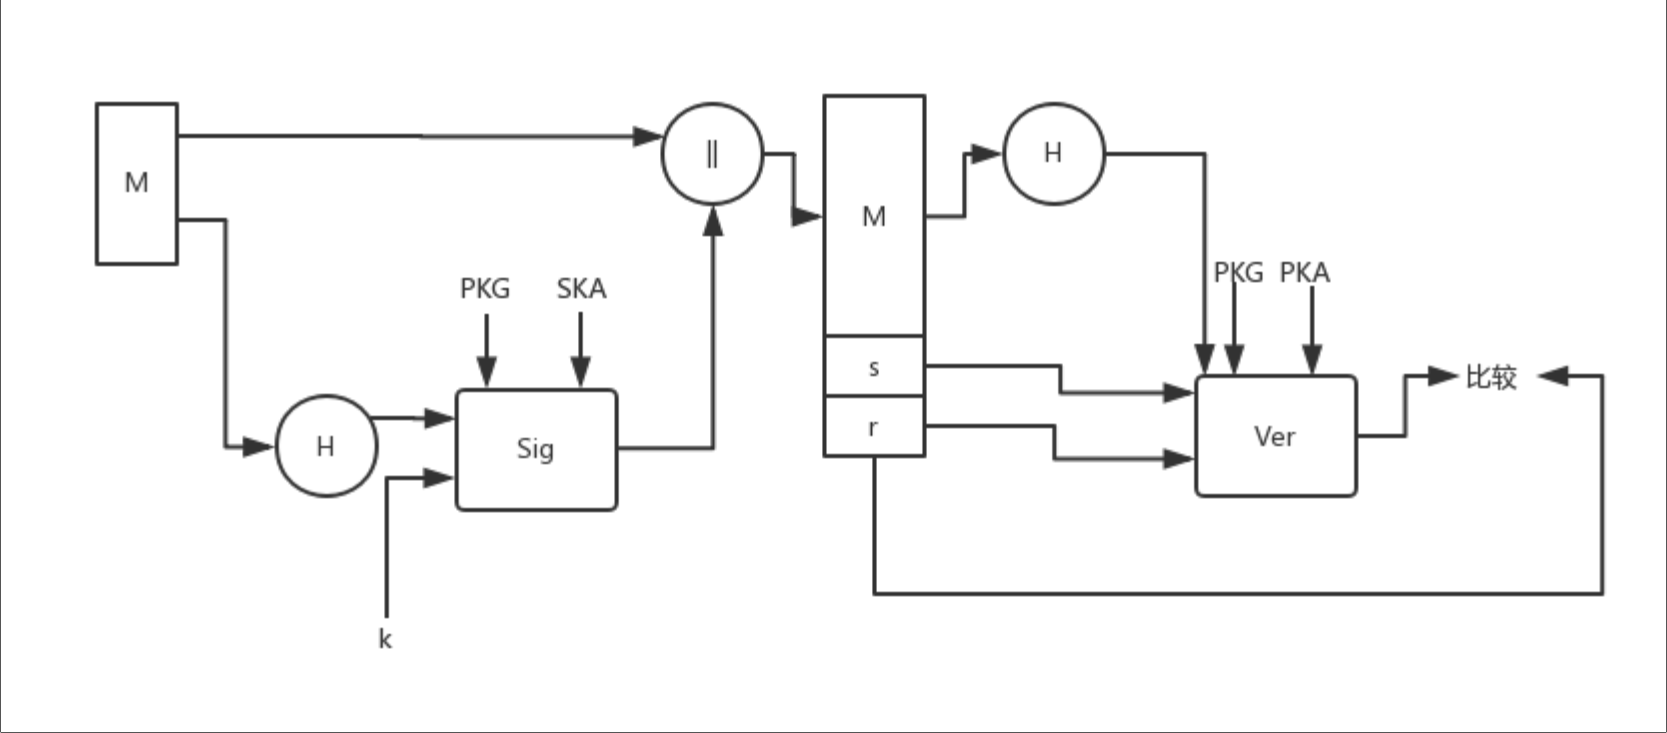 M
||
M
H
PKG SKA
PKG PKA
s
比较
r
Ver
H
Sig
k